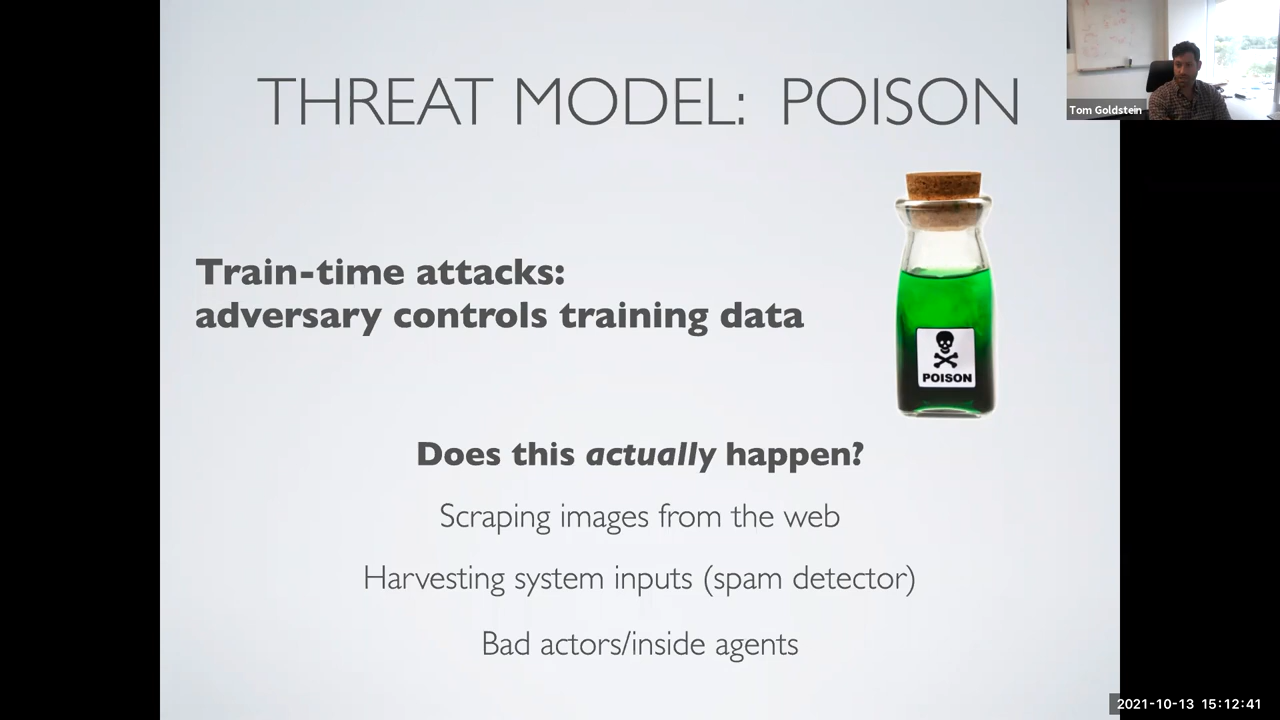 THREAT MODEL: POISON
Tom Goldstein
Train-time attacks:
adversary controls training data
POISON
Does this actually happen?
Scraping images from the web
Harvesting system inputs (spam detector)
Bad actors/inside agents
2021-10-13 15:12:41